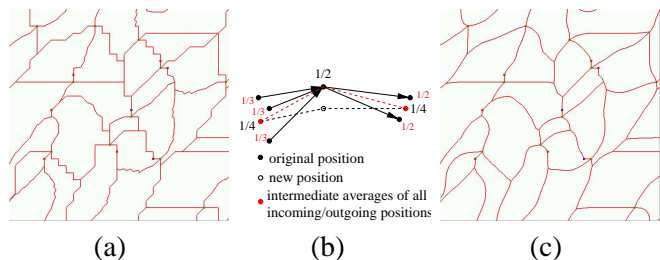 1/2
1/3
1/3
1/4
1/3
1/2
1/4
1/2
original position
new position
intermediate averages of all
incoming/outgoing positions
(a)
(b)
(c)